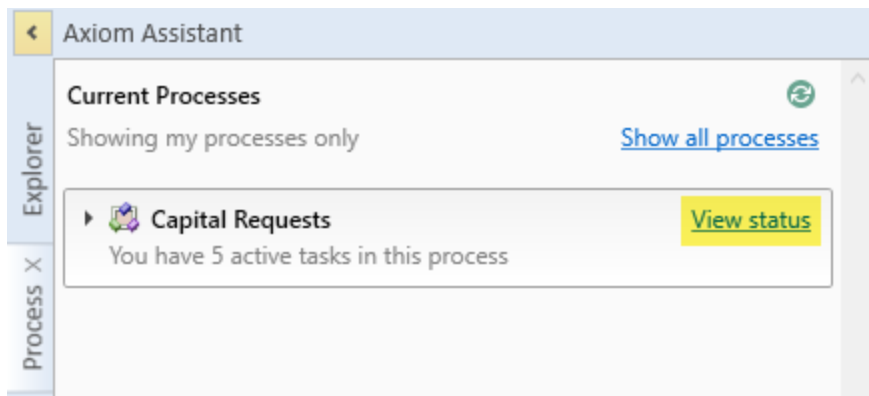 Axiom Assistant
Explorer
Process
Current Processes
Showing my processes only Show all processes
Capital Requests View status
You have 5 active tasks in this process